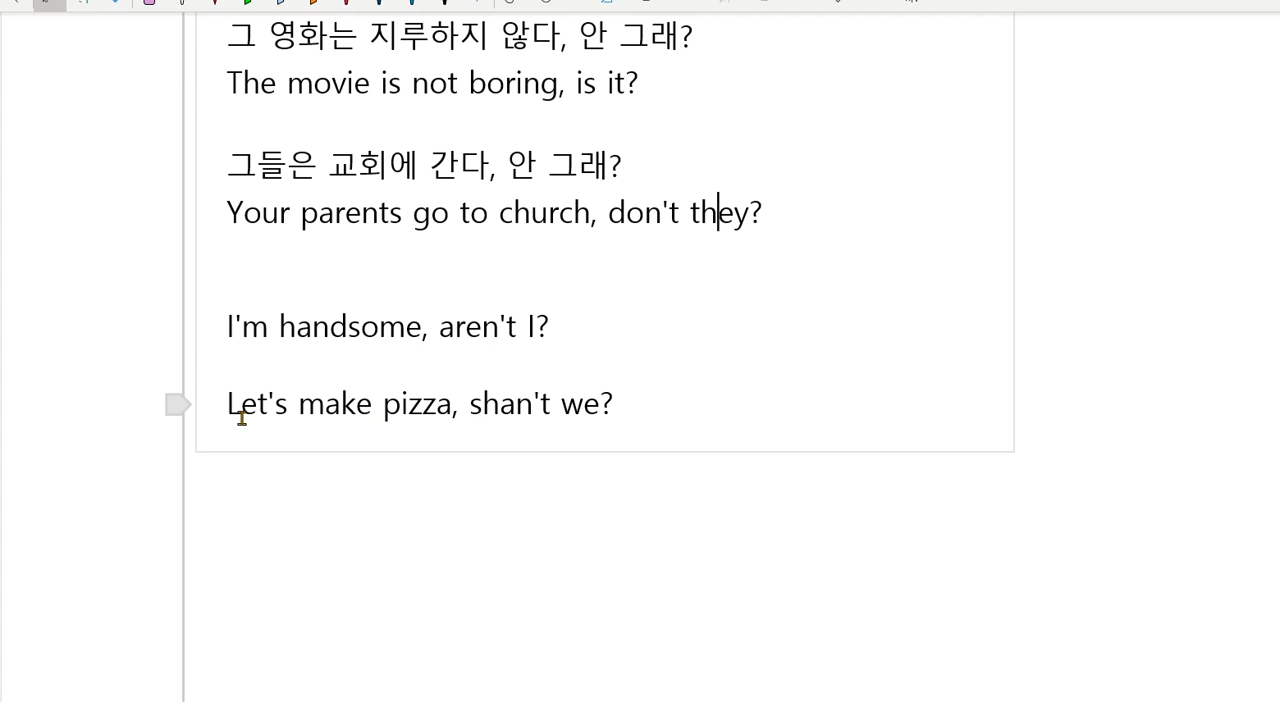 그 영화는 지루하지 않다, 안 그래?
The movie is not boring, is it?
그들은 교회에 간다, 안 그래?
Your parents go to church, don't they?
I'm handsome, aren't I?
Let's make pizza, shan't we?